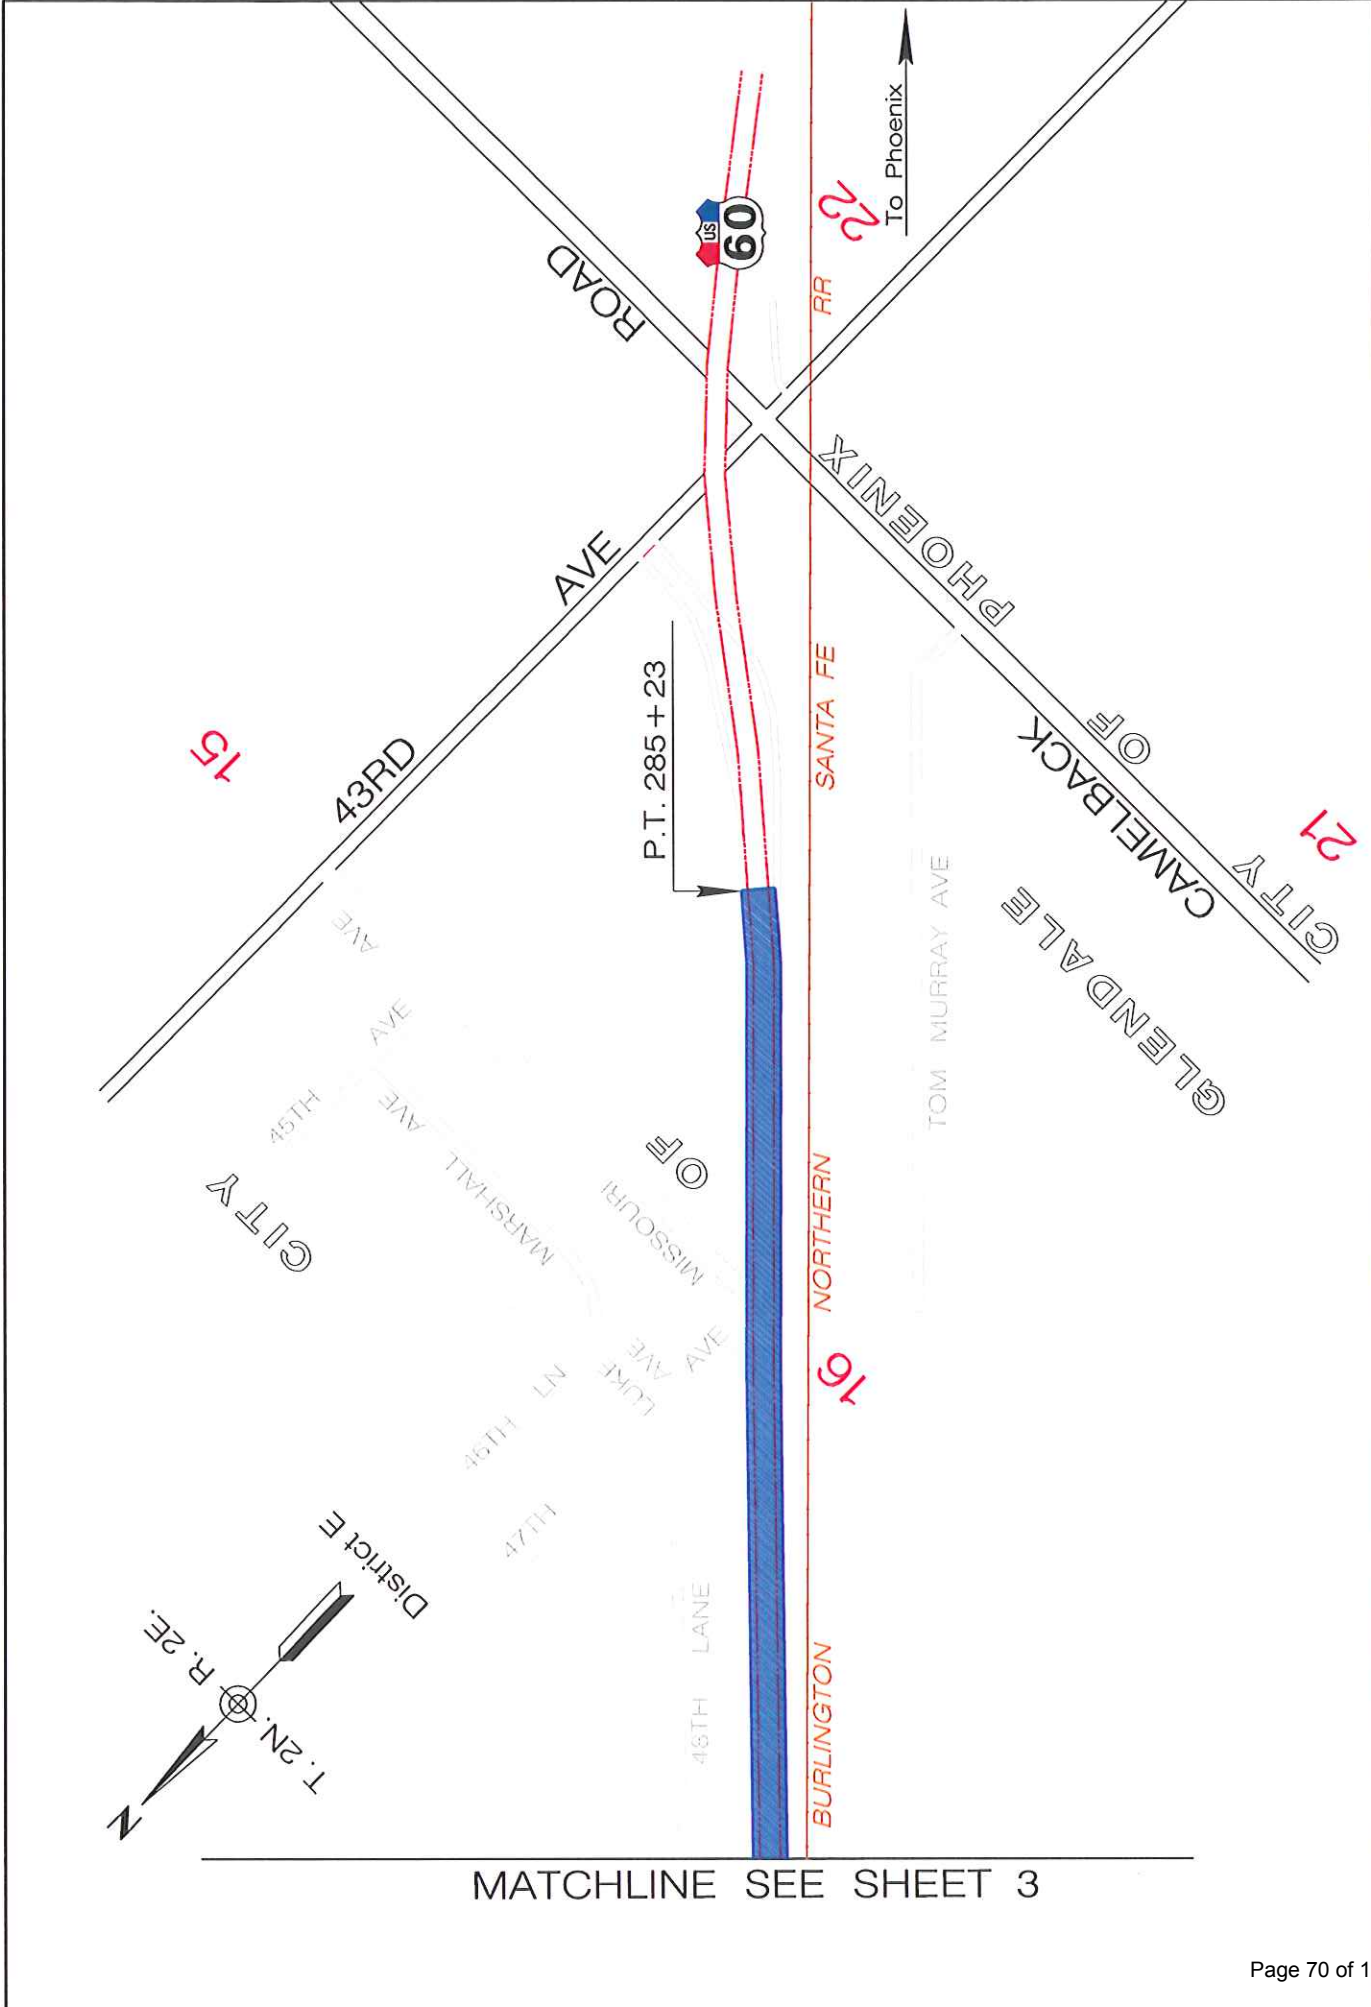 To Phoenix
US
60
22
ROAD
RR
PHOENIX
AVE
SANTA FE
P.T. 285+23
OF
15
43RD
CAMELBACK
21
CITY
AVE
TOM MURRAY AVE
GLENDALE
AVE
45TH
AVE
MARSHALL
OF
MISSOURI
NORTHERN
CITY
AVE
AVE
LUKE
16
LN
46TH
47TH
District E
48TH LANE
R. 2E.
T. 2N.
BURLINGTON
N
MATCHLINE SEE SHEET 3
Page 70 of 1